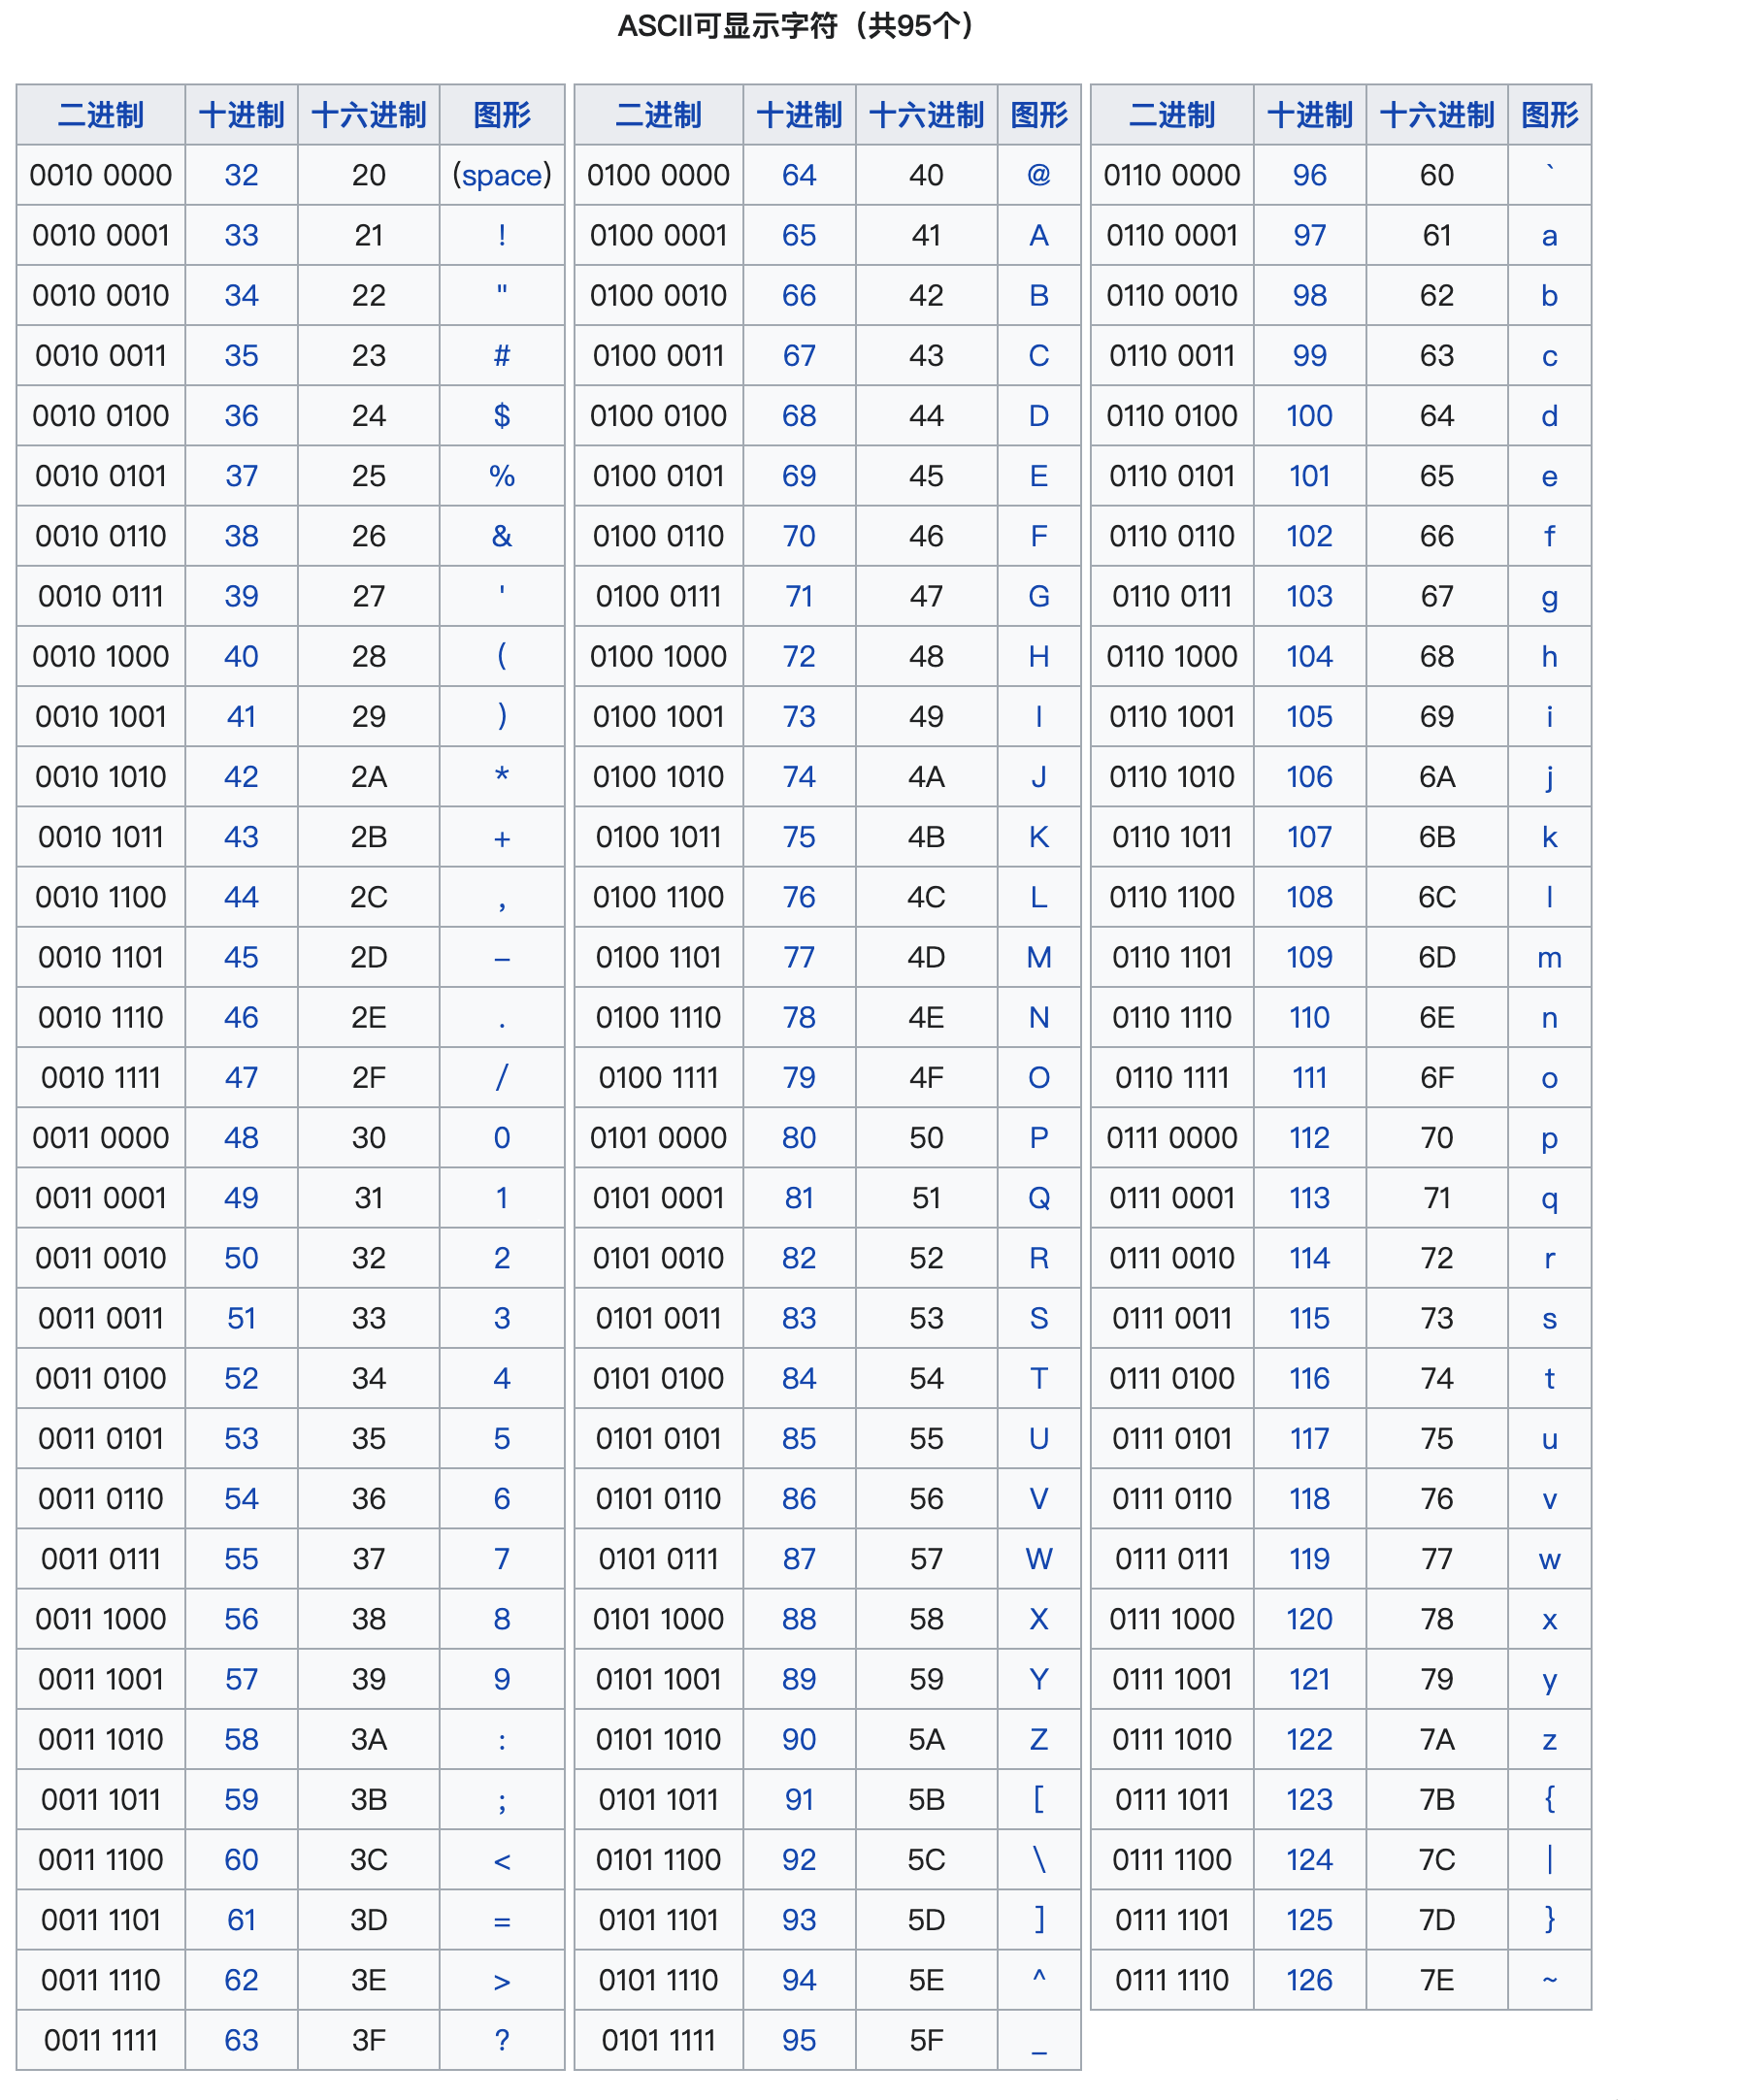 ASCII可显示字符（共95个）
二进制 十进制 十六进制 图形 二进制 十进制 十六进制 图形 二进制 十进制 十六进制 图形
0010 0000 32 20 (space) 0100 0000 64 40 @ 0110 0000 96 60 `
0010 0001 33 21 ! 0100 0001 65 41 A 0110 0001 97 61 a
0010 0010 34 22 " 0100 0010 66 42 B 0110 0010 98 62 b
0010 0011 35 23 # 0100 0011 67 43 C 0110 0011 99 63 c
0010 0100 36 24 $ 0100 0100 68 44 D 0110 0100 100 64 d
0010 0101 37 25 % 0100 0101 69 45 E 0110 0101 101 65 e
0010 0110 38 26 & 0100 0110 70 46 F 0110 0110 102 66 f
0010 0111 39 27 ' 0100 0111 71 47 G 0110 0111 103 67 g
0010 1000 40 28 ( 0100 1000 72 48 H 0110 1000 104 68 h
0010 1001 41 29 ) 0100 1001 73 49 I 0110 1001 105 69 i
0010 1010 42 2A * 0100 1010 74 4A J 0110 1010 106 6A j
0010 1011 43 2B + 0100 1011 75 4B K 0110 1011 107 6B k
0010 1100 44 2C , 0100 1100 76 4C L 0110 1100 108 6C l
0010 1101 45 2D − 0100 1101 77 4D M 0110 1101 109 6D m
0010 1110 46 2E . 0100 1110 78 4E N 0110 1110 110 6E n
0010 1111 47 2F / 0100 1111 79 4F O 0110 1111 111 6F o
0011 0000 48 30 0 0101 0000 80 50 P 0111 0000 112 70 p
0011 0001 49 31 1 0101 0001 81 51 Q 0111 0001 113 71 q
0011 0010 50 32 2 0101 0010 82 52 R 0111 0010 114 72 r
0011 0011 51 33 3 0101 0011 83 53 S 0111 0011 115 73 s
0011 0100 52 34 4 0101 0100 84 54 T 0111 0100 116 74 t
0011 0101 53 35 5 0101 0101 85 55 U 0111 0101 117 75 u
0011 0110 54 36 6 0101 0110 86 56 V 0111 0110 118 76 v
0011 0111 55 37 7 0101 0111 87 57 W 0111 0111 119 77 w
0011 1000 56 38 8 0101 1000 88 58 X 0111 1000 120 78 x
0011 1001 57 39 9 0101 1001 89 59 Y 0111 1001 121 79 y
0011 1010 58 3A : 0101 1010 90 5A Z 0111 1010 122 7A z
0011 1011 59 3B ; 0101 1011 91 5B [ 0111 1011 123 7B {
0011 1100 60 3C < 0101 1100 92 5C \ 0111 1100 124 7C |
0011 1101 61 3D = 0101 1101 93 5D ] 0111 1101 125 7D }
0011 1110 62 3E > 0101 1110 94 5E ^ 0111 1110 126 7E ~
0011 1111 63 3F ? 0101 1111 95 5F _